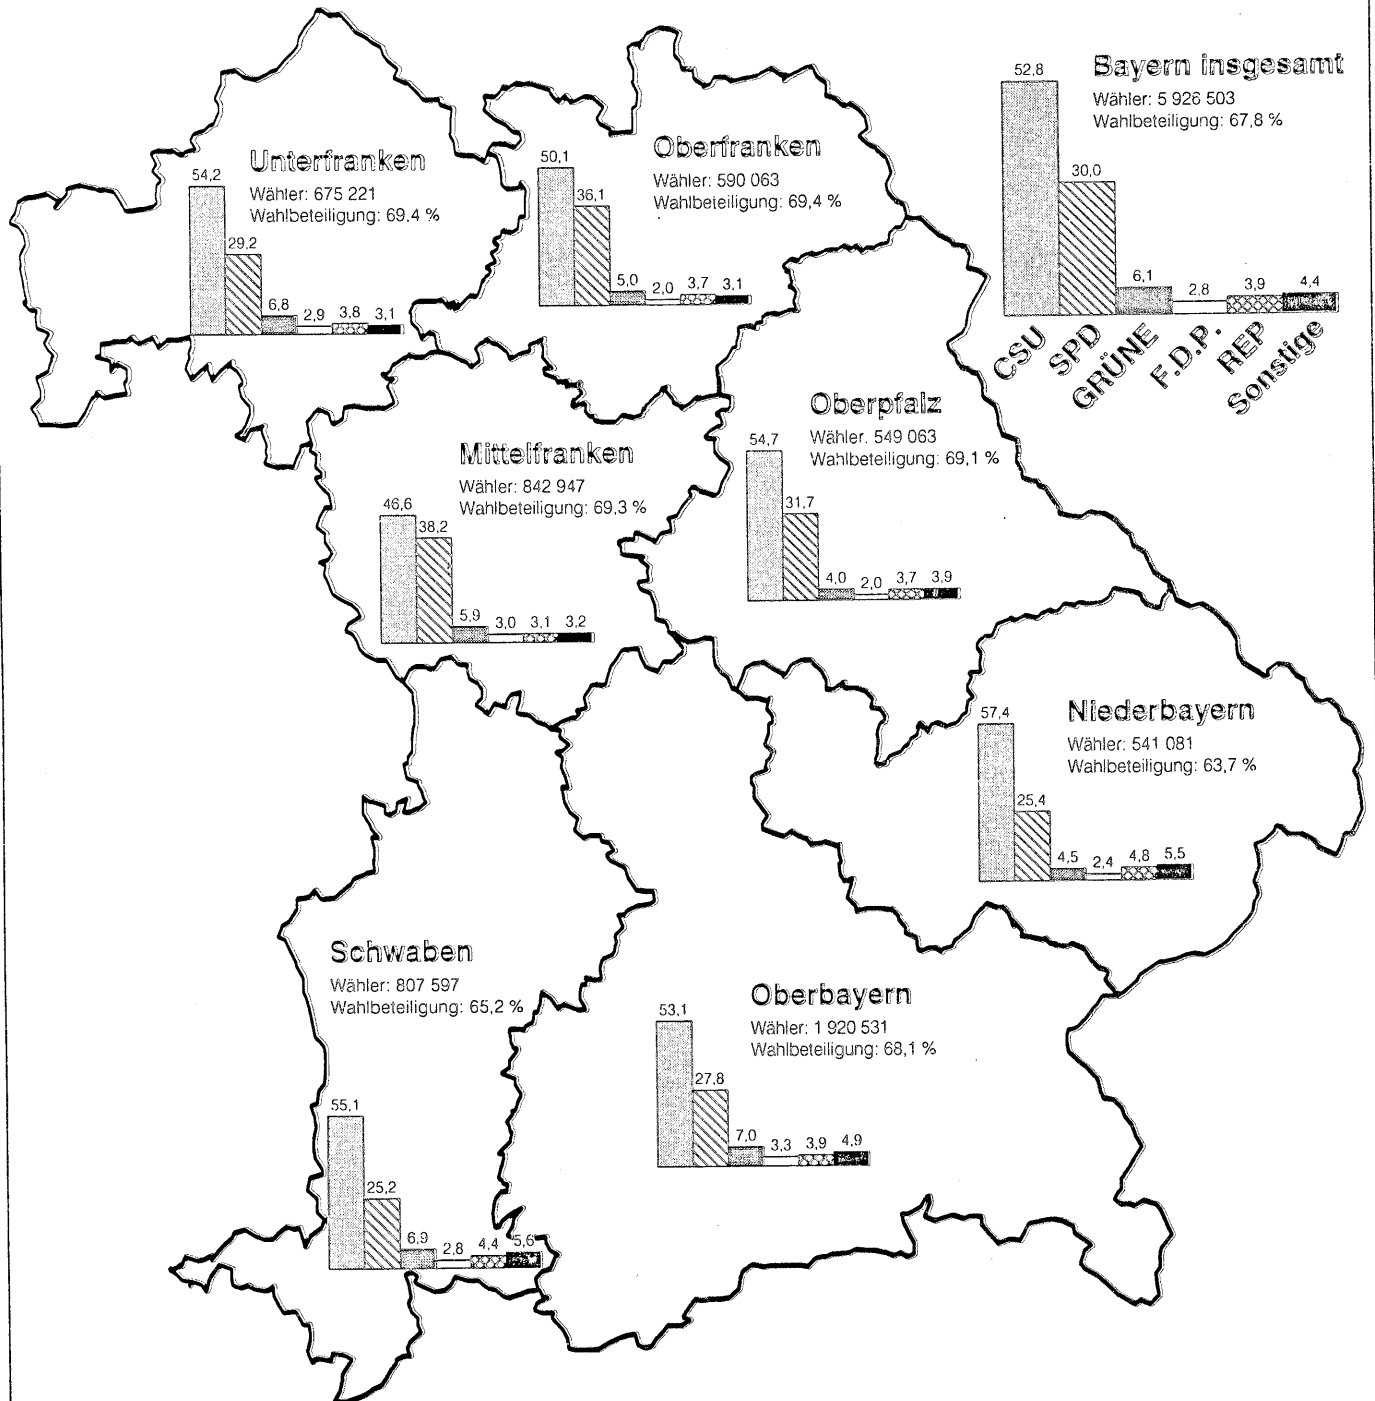 52,8
Bayern insgesamt
Wähler: 5 926 503
Wahlbeteiligung: 67,8 %
30,0
6,1
2,8
3,9
4,4
CSU
SPD
GRÜNE
F.D.P.
REP
Sonstige
Unterfranken
Wähler: 675 221
Wahlbeteiligung: 69,4 %
54,2
29,2
6,8
2,9
3,8
3,1
Oberfranken
Wähler: 590 063
Wahlbeteiligung: 69,4 %
50,1
36,1
5,0
2,0
3,7
3,1
Oberpfalz
Wähler. 549 063
Wahlbeteiligung: 69,1 %
54,7
31,7
4,0
2,0
3,7
3,9
Mittelfranken
Wähler: 842 947
Wahlbeteiligung: 69,3 %
46,6
38,2
5,9
3,0
3,1
3,2
Niederbayern
Wähler: 541 081
Wahlbeteiligung: 63,7 %
57,4
25,4
4,5
2,4
4,8
5,5
Schwaben
Wähler: 807 597
Wahlbeteiligung: 65,2 %
55,1
25,2
6,9
2,8
4,4
5,6
Oberbayern
Wähler: 1 920 531
Wahlbeteiligung: 68,1 %
53,1
27,8
7,0
3,3
3,9
4,9